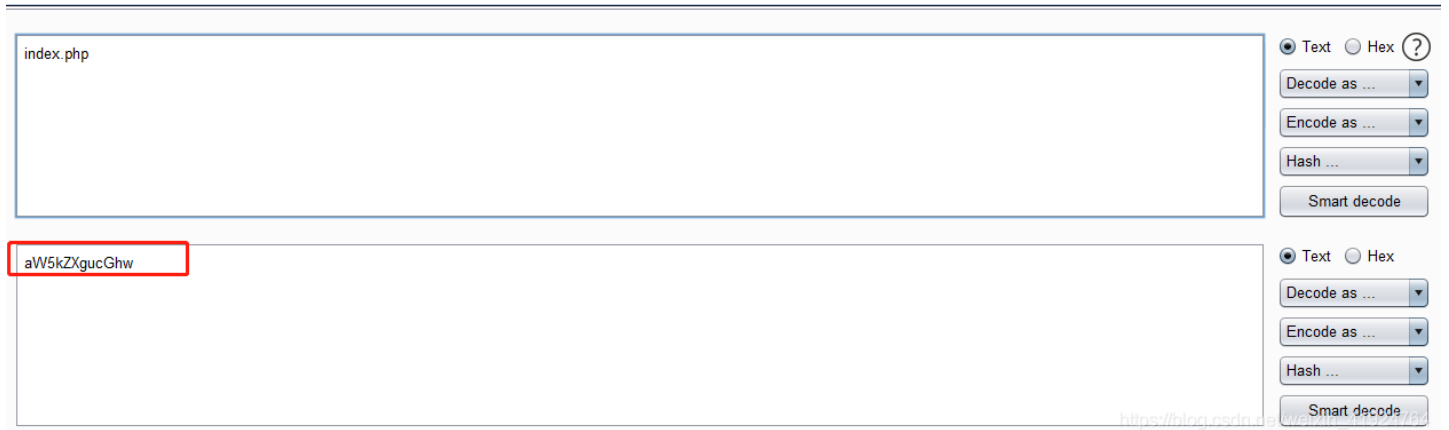 index.php
Text Hex ?
Decode as ...
Encode as ...
Hash ...
Smart decode
aW5kZXgucGhw
Text Hex
Decode as ...
Encode as ...
Hash ...
Smart decode